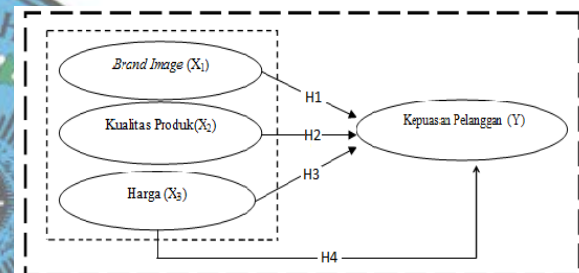 Brand Image (X₁)
H1
Kualitas Produk(X₂)
H2
Kepuasan Pelanggan (Y)
H3
Harga (X₃)
H4